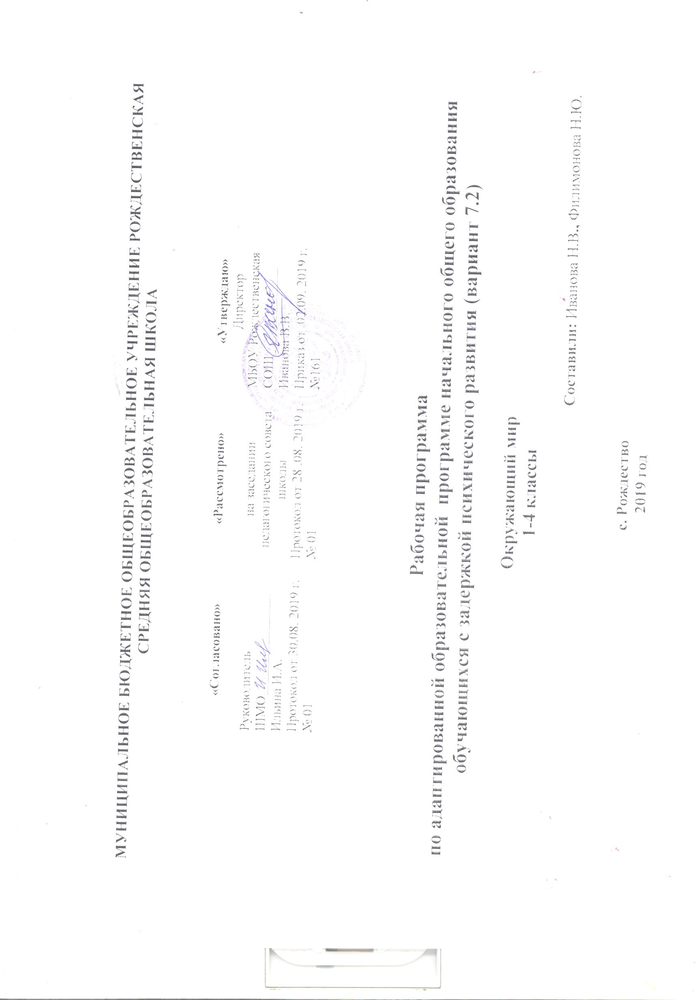 МУНИЦИПАЛЬНОЕ БЮДЖЕТНОЕ ОБЩЕОБРАЗОВАТЕЛЬНОЕ УЧРЕЖДЕНИЕ РОЖДЕСТВЕНСКАЯ
СРЕДНЯЯ ОБЩЕОБРАЗОВАТЕЛЬНАЯ ШКОЛА
«Согласовано»
Руководитель
ШМО
Ильина И.А.
Протокол от 30.08. 2019 г.
№ 01
«Рассмотрено»
на заседании
педагогического совета
школы
Протокол от 28 .08. 2019 г.
№ 01
«Утверждаю»
Директор
МБОУ Рождественская
СОШ
Иванова В.В.
Приказ от 02.09. 2019 г.
№161
Рабочая программа
по адаптированной образовательной программе начального общего образования
обучающихся с задержкой психического развития (вариант 7.2)
Окружающий мир
1-4 классы
Составили: Иванова Н.В., Филимонова Н.Ю.
с. Рождество
2019 год